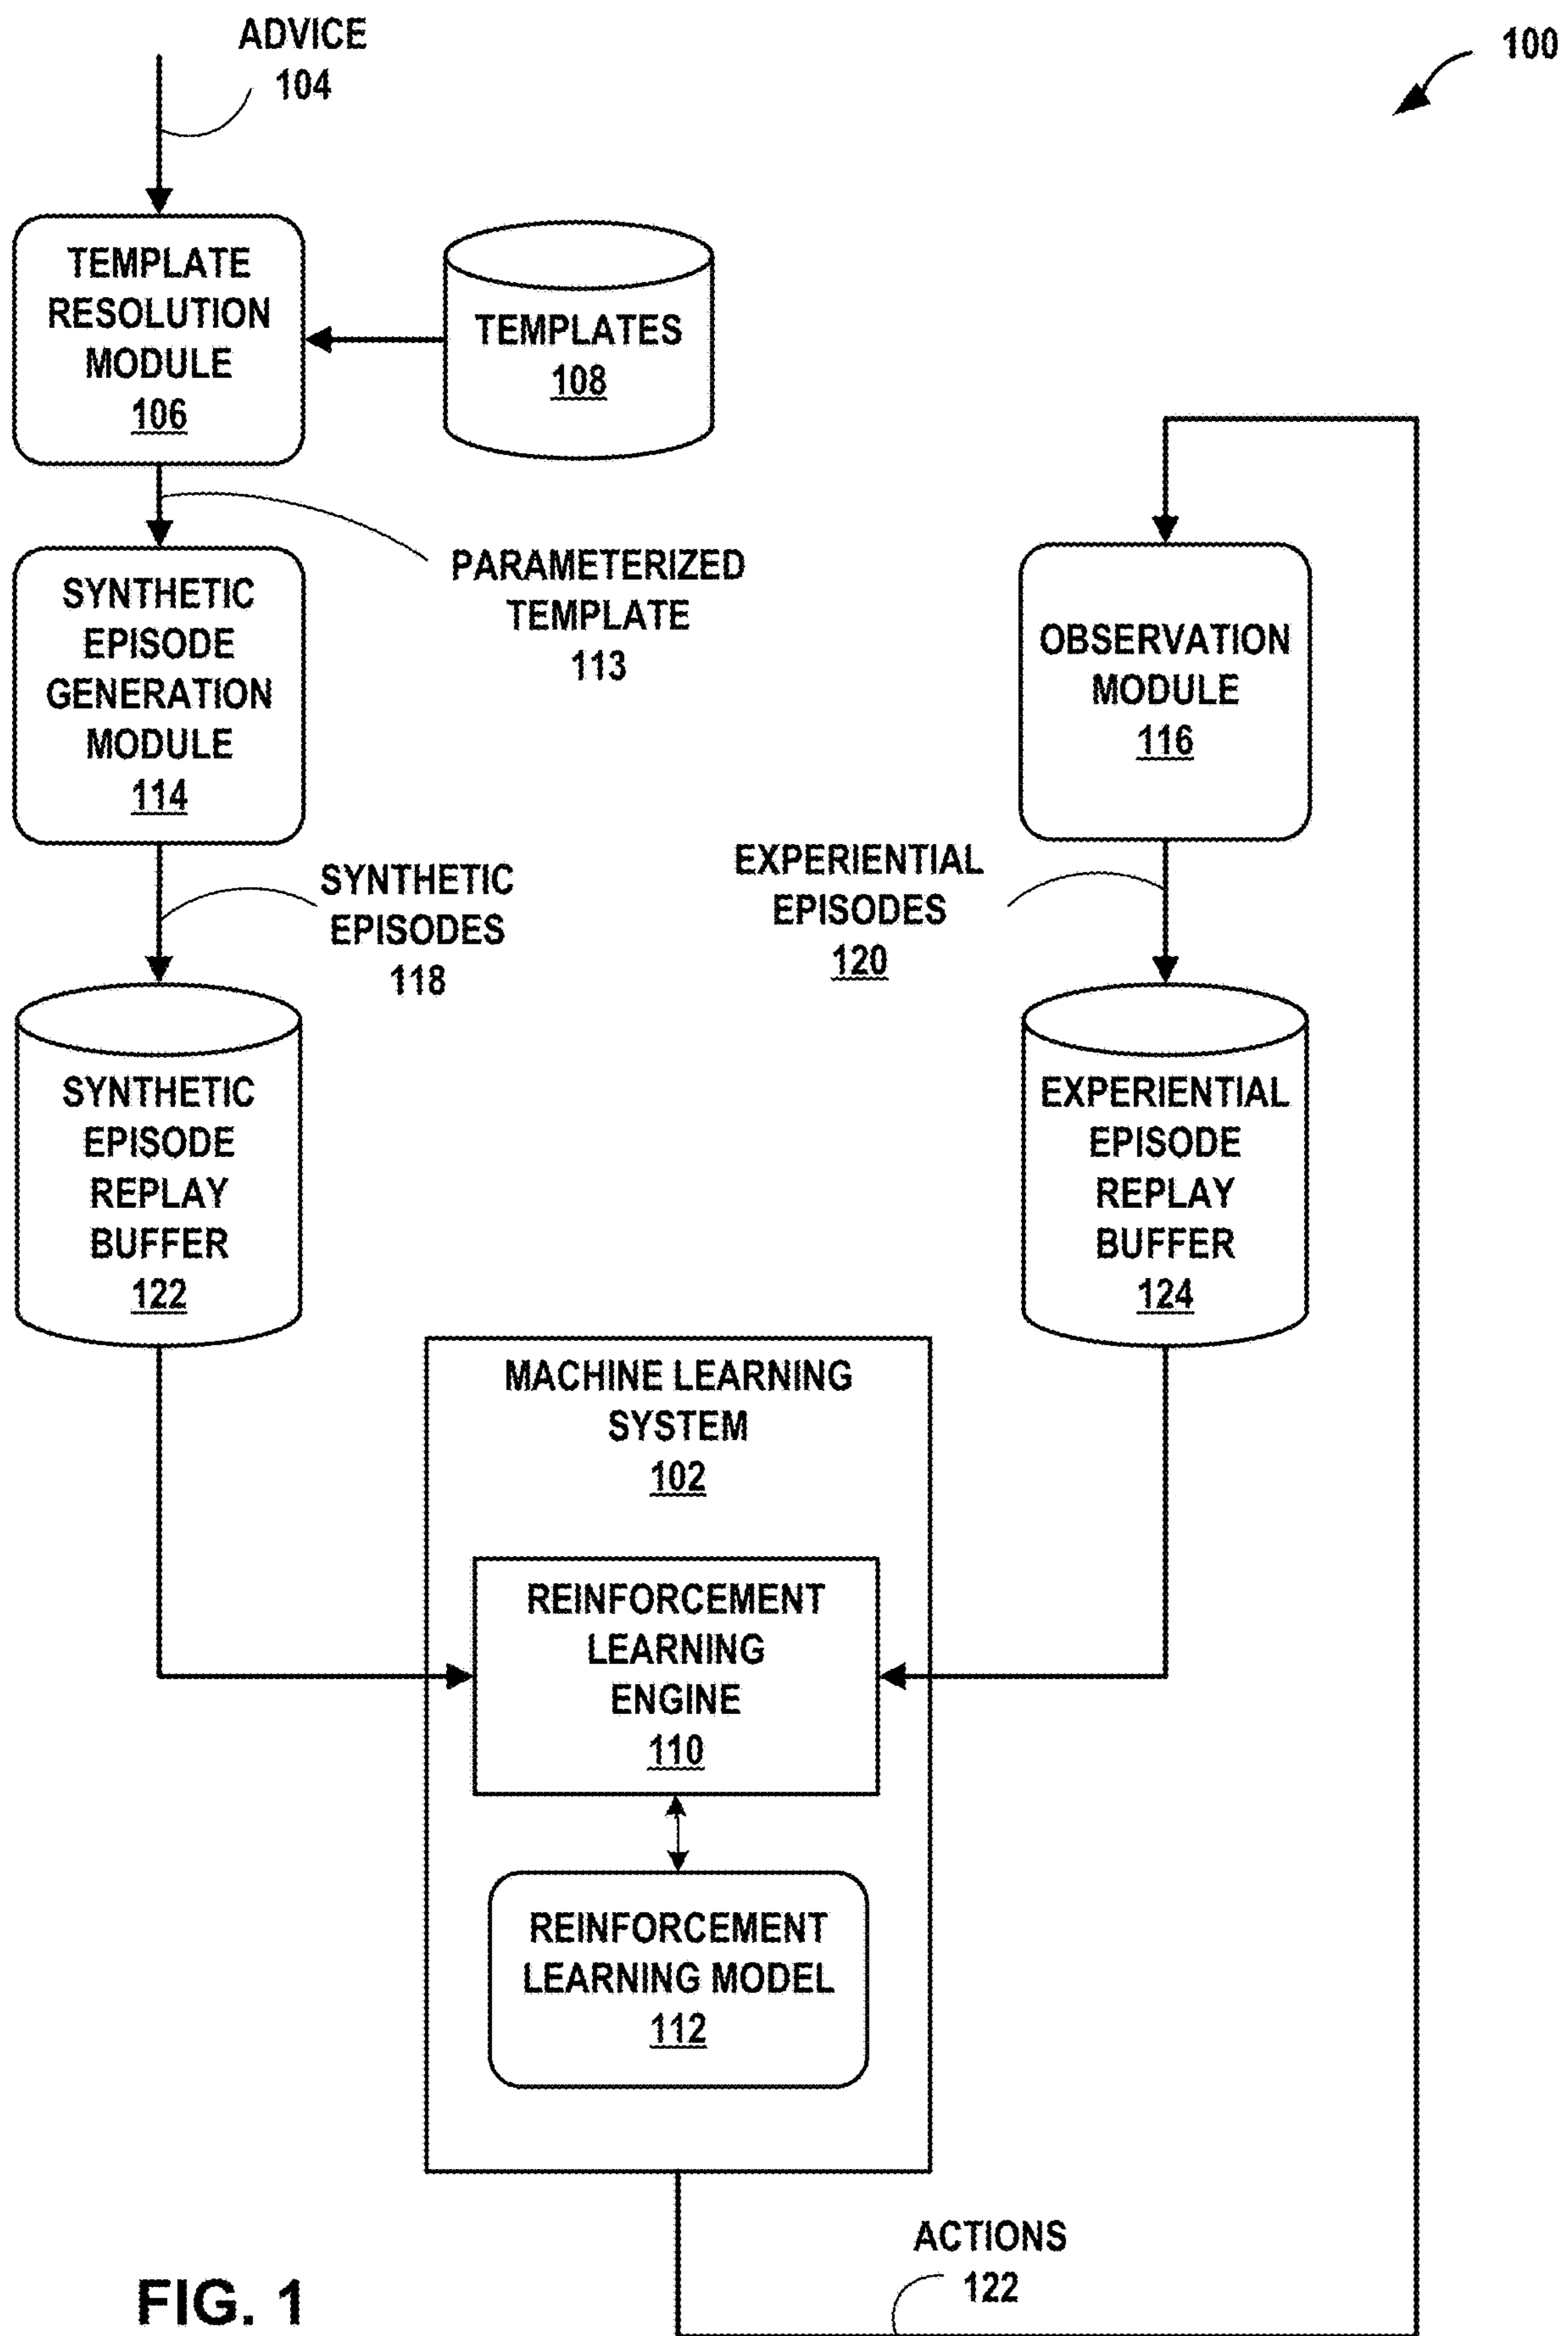 ADVICE
104
100
TEMPLATE
RESOLUTION
MODULE
106
TEMPLATES
108
PARAMETERIZED
TEMPLATE
113
SYNTHETIC
EPISODE
GENERATION
MODULE
114
OBSERVATION
MODULE
116
SYNTHETIC
EPISODES
118
EXPERIENTIAL
EPISODES
120
SYNTHETIC
EPISODE
REPLAY
BUFFER
122
EXPERIENTIAL
EPISODE
REPLAY
BUFFER
124
MACHINE LEARNING
SYSTEM
102
REINFORCEMENT
LEARNING
ENGINE
110
REINFORCEMENT
LEARNING MODEL
112
ACTIONS
122
FIG. 1